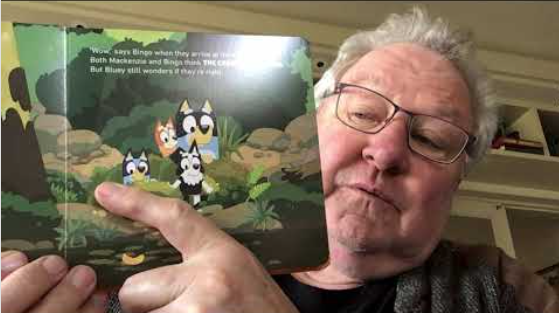 'Wow,' says Bingo when they arrive at
Both Mackenzie and Bingo think THE CREEK
But Bluey still wonders if they're right.